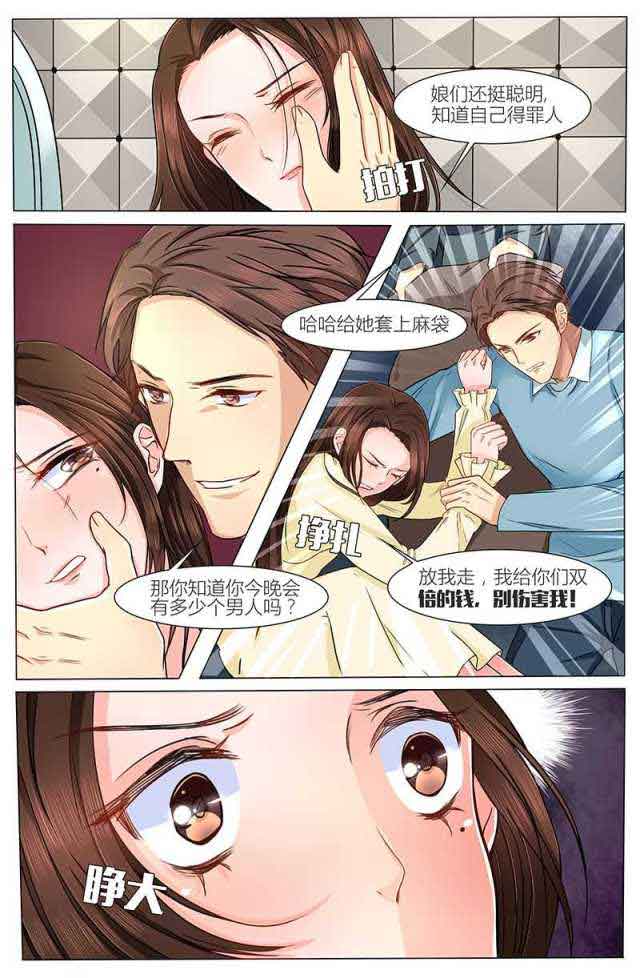 娘们还挺聪明,
知道自己得罪人
拍打
哈哈给她套上麻袋
那你知道你今晚会
有多少个男人吗？
挣扎
放我走，我给你们双
倍的钱，别伤害我！
睁大